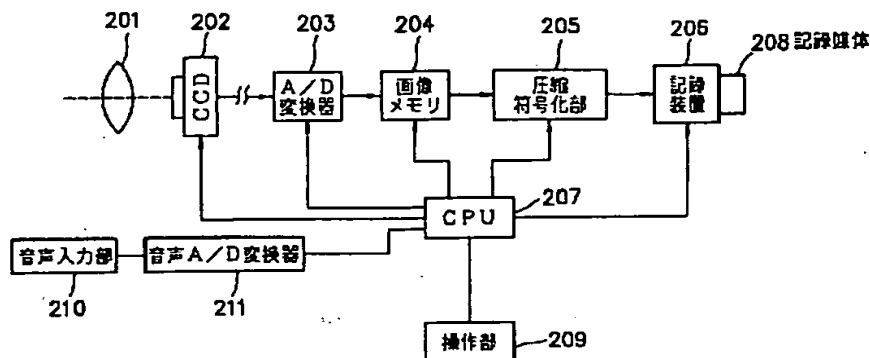 201
202
203
204
205
206
208 記録媒体
CCD
A/D
変換器
画像
メモリ
圧縮
符号化部
記録
装置
207
CPU
音声入力部
音声A/D変換器
210
211
操作部
209